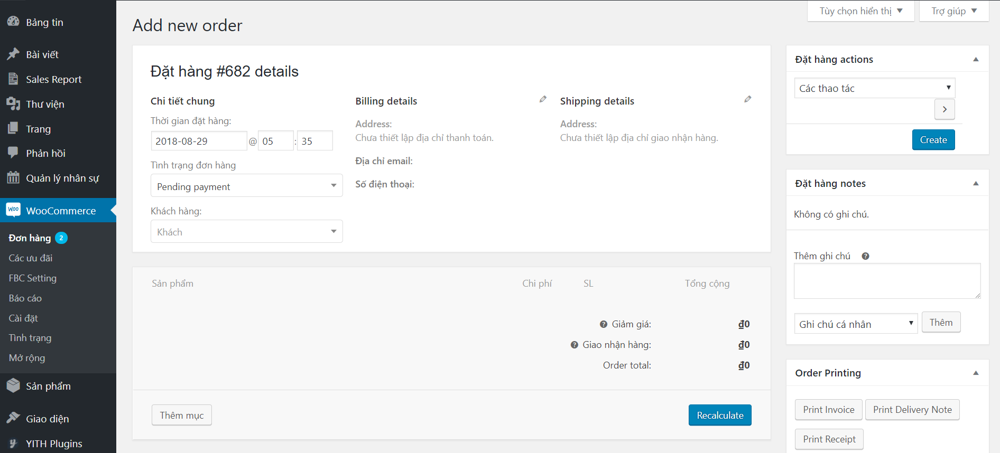 Bảng tin
Bài viết
Sales Report
Thư viện
Trang
Phản hồi
Quản lý nhân sự
Woo WooCommerce
Đơn hàng 2
Các ưu đãi
FBC Setting
Báo cáo
Cài đặt
Tình trạng
Mở rộng
Sản phẩm
Giao diện
YITH Plugins
Tùy chọn hiển thị ▼
Trợ giúp ▼
Add new order
Đặt hàng #682 details
Chi tiết chung
Thời gian đặt hàng:
2018-08-29 @ 05 : 35
Tình trạng đơn hàng
Pending payment
Khách hàng:
Khách
Billing details
Address:
Chưa thiết lập địa chỉ thanh toán.
Địa chỉ email:
Số điện thoại:
Shipping details
Address:
Chưa thiết lập địa chỉ giao nhận hàng.
Sản phẩm Chi phí SL Tổng cộng
Giảm giá: ₫0
Giao nhận hàng: ₫0
Order total: ₫0
Thêm mục Recalculate
Đặt hàng actions
Các thao tác
Create
Đặt hàng notes
Không có ghi chú.
Thêm ghi chú
Ghi chú cá nhân Thêm
Order Printing
Print Invoice Print Delivery Note
Print Receipt